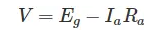 V = E_g − I_a R_a